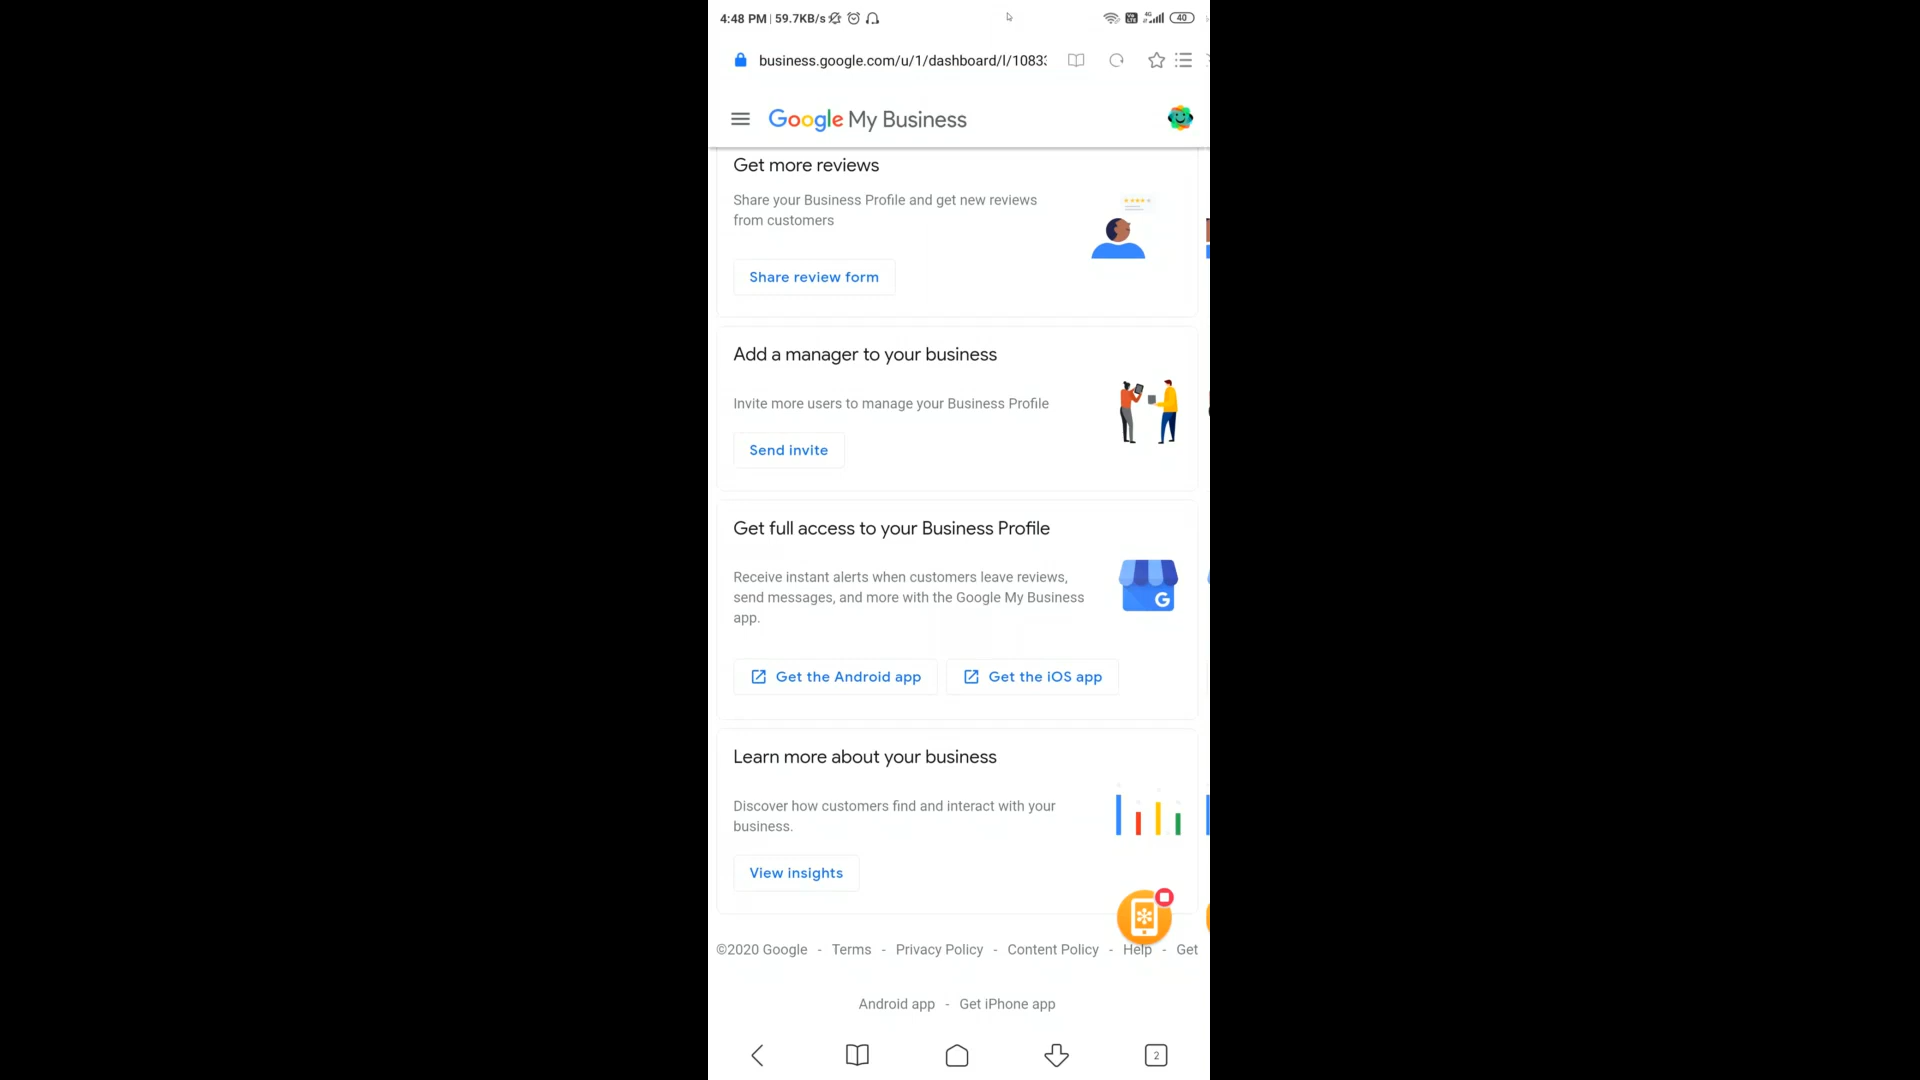 4:48 PM | 59.7KB/s
4G
40
business.google.com/u/1/dashboard/l/1083
Google My Business
Get more reviews
Share your Business Profile and get new reviews
from customers
Share review form
Add a manager to your business
Invite more users to manage your Business Profile
Send invite
Get full access to your Business Profile
Receive instant alerts when customers leave reviews,
send messages, and more with the Google My Business
app.
G
Get the Android app
Get the iOS app
Learn more about your business
Discover how customers find and interact with your
business.
View insights
©2020 Google - Terms - Privacy Policy - Content Policy - Help - Get
Android app - Get iPhone app
2